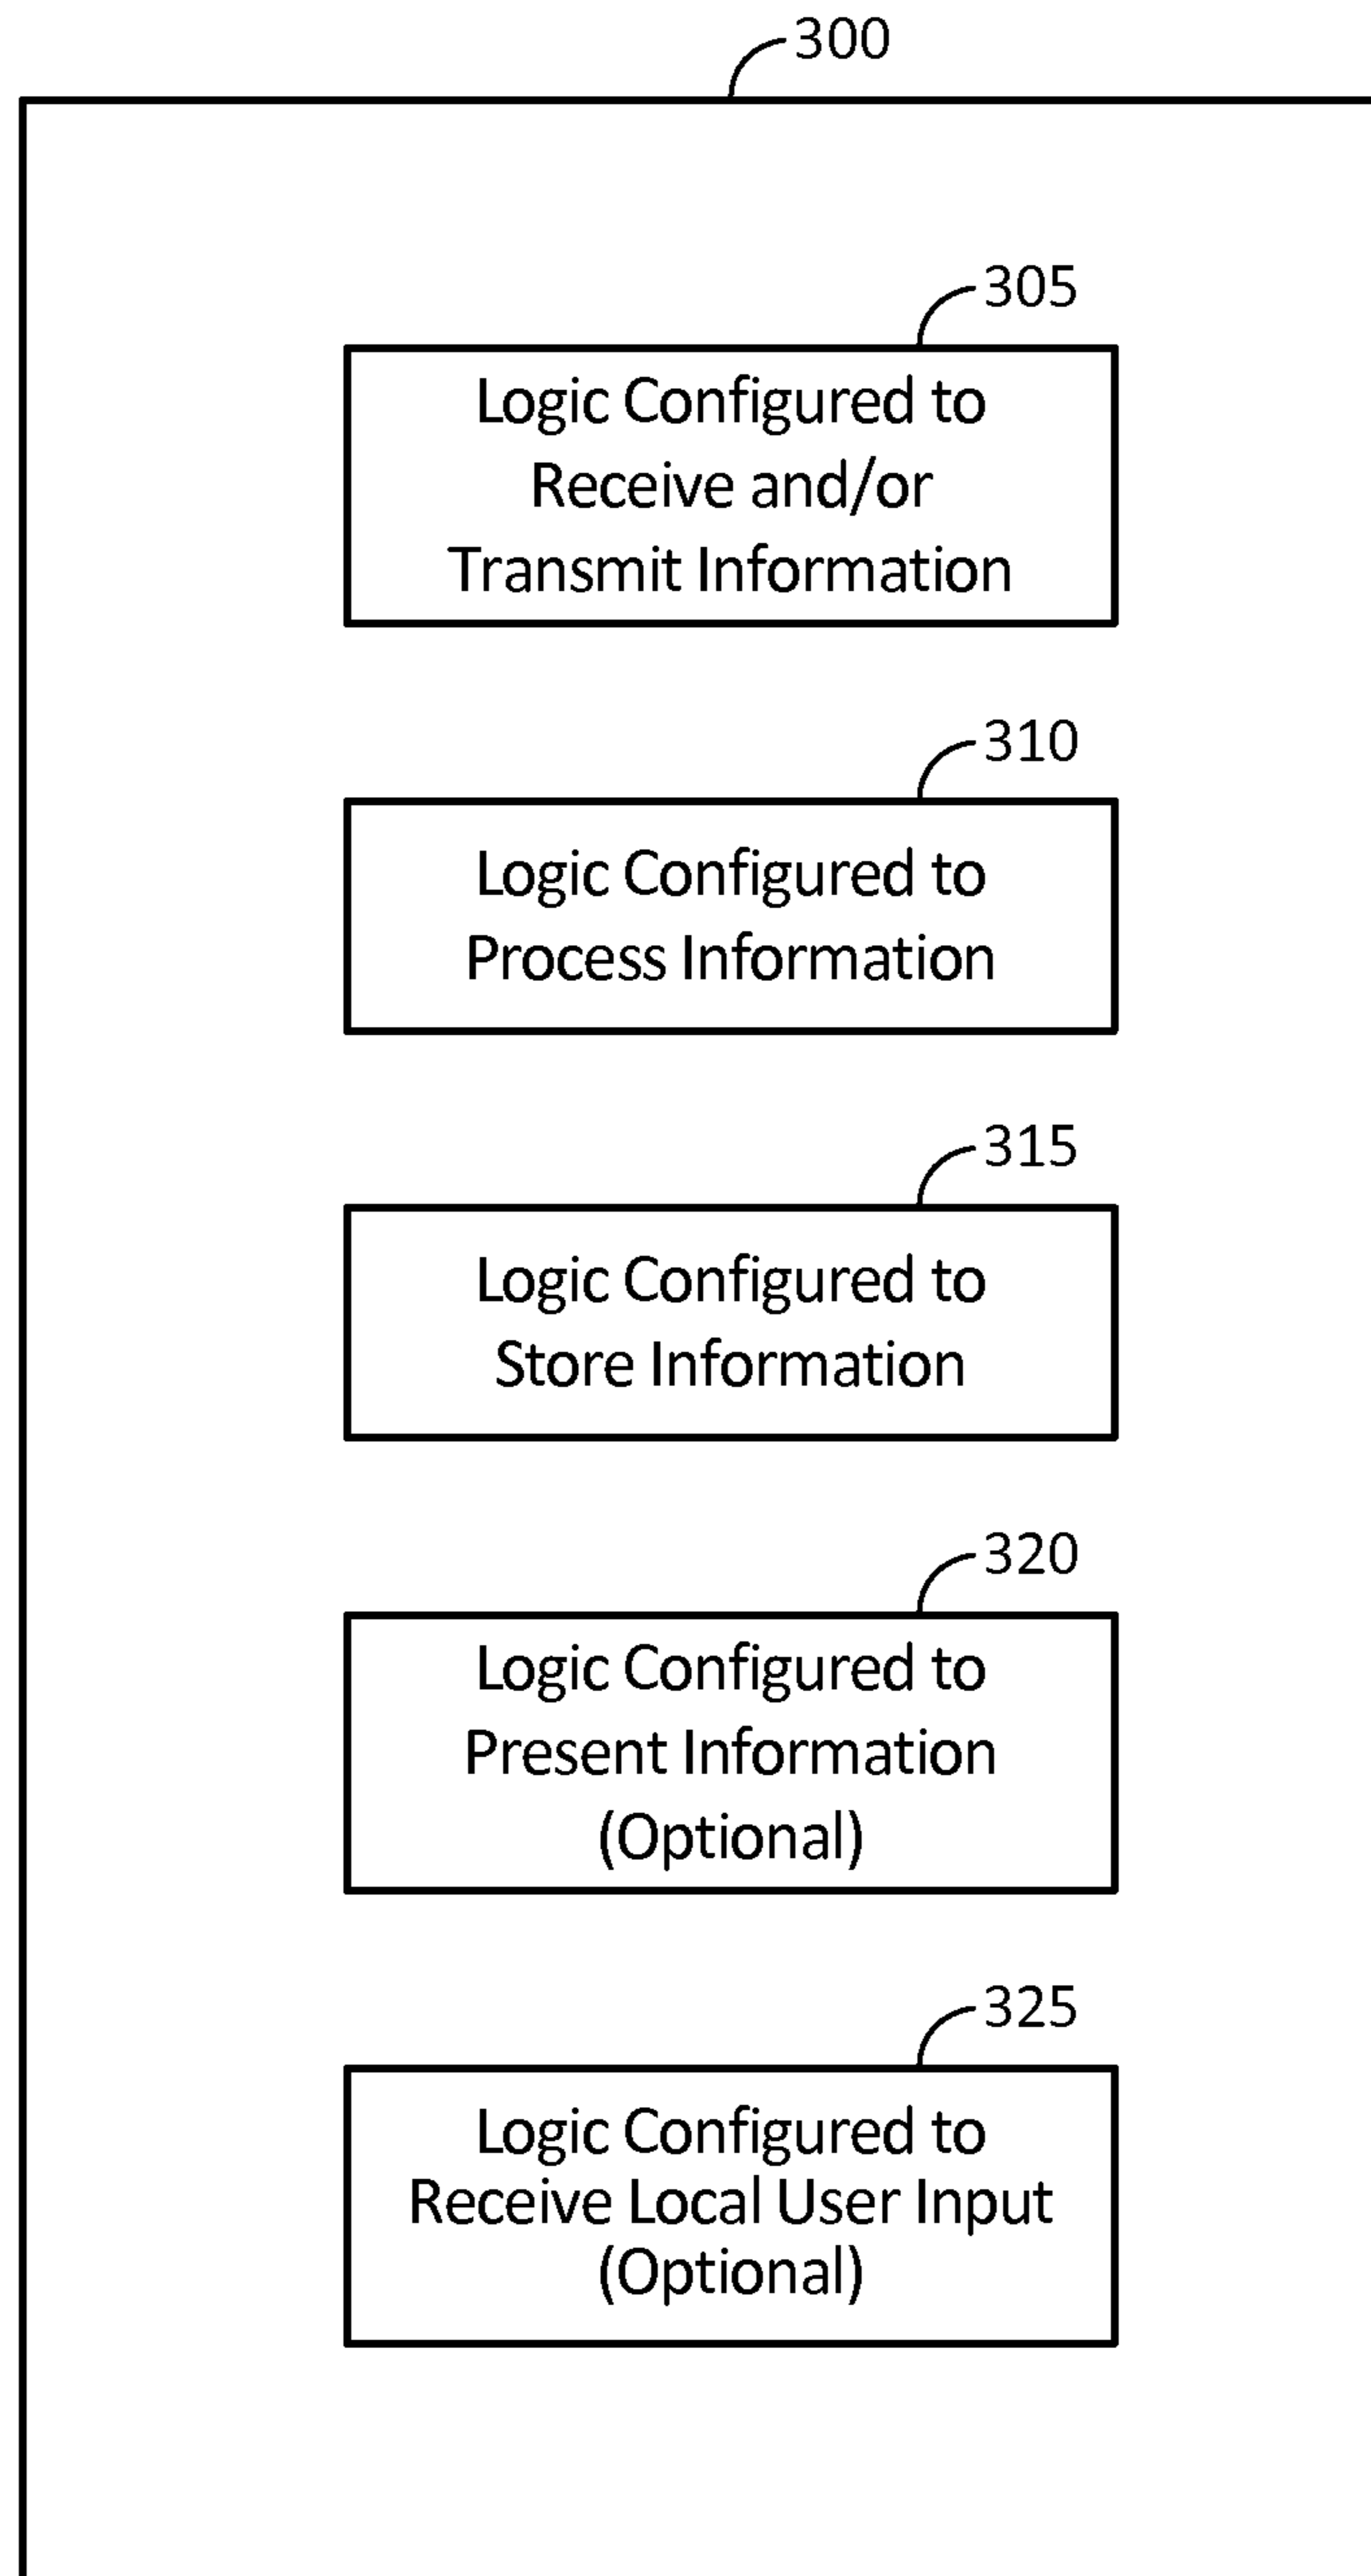 300
305
Logic Configured to
Receive and/or
Transmit Information
310
Logic Configured to
Process Information
315
Logic Configured to
Store Information
320
Logic Configured to
Present Information
(Optional)
325
Logic Configured to
Receive Local User Input
(Optional)